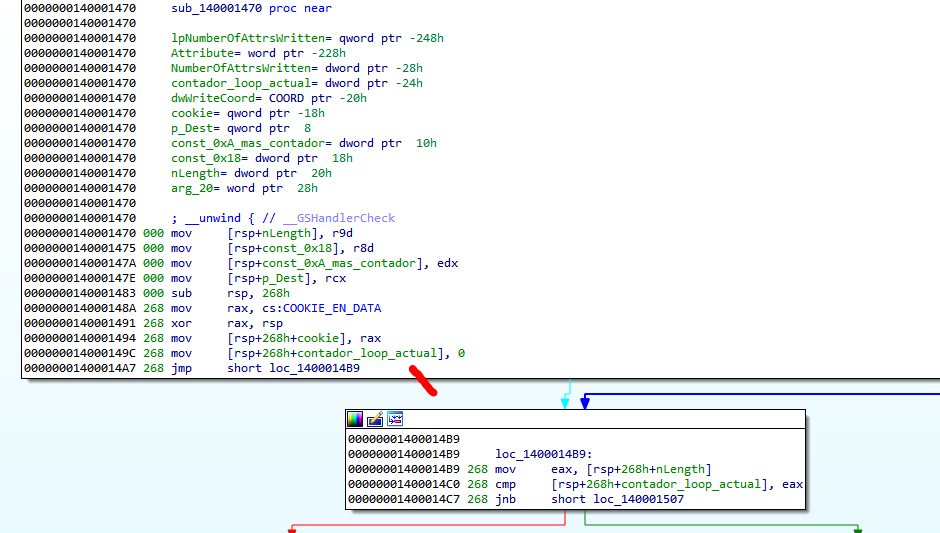 0000000140001470 sub_140001470 proc near
0000000140001470
0000000140001470 lpNumberOfAttrsWritten= qword ptr -248h
0000000140001470 Attribute= word ptr -228h
0000000140001470 NumberOfAttrsWritten= dword ptr -28h
0000000140001470 contador_loop_actual= dword ptr -24h
0000000140001470 dwWriteCoord= COORD ptr -20h
0000000140001470 cookie= qword ptr -18h
0000000140001470 p_Dest= qword ptr  8
0000000140001470 const_0xA_mas_contador= dword ptr  10h
0000000140001470 const_0x18= dword ptr  18h
0000000140001470 nLength= dword ptr  20h
0000000140001470 arg_20= word ptr  28h
0000000140001470
0000000140001470 ; __unwind { // __GSHandlerCheck
0000000140001470 000 mov [rsp+nLength], r9d
0000000140001475 000 mov [rsp+const_0x18], r8d
000000014000147A 000 mov [rsp+const_0xA_mas_contador], edx
000000014000147E 000 mov [rsp+p_Dest], rcx
0000000140001483 000 sub rsp, 268h
000000014000148A 268 mov rax, cs:COOKIE_EN_DATA
0000000140001491 268 xor rax, rsp
0000000140001494 268 mov [rsp+268h+cookie], rax
000000014000149C 268 mov [rsp+268h+contador_loop_actual], 0
00000001400014A7 268 jmp short loc_1400014B9
00000001400014B9
00000001400014B9 loc_1400014B9:
00000001400014B9 268 mov eax, [rsp+268h+nLength]
00000001400014C0 268 cmp [rsp+268h+contador_loop_actual], eax
00000001400014C7 268 jnb short loc_140001507